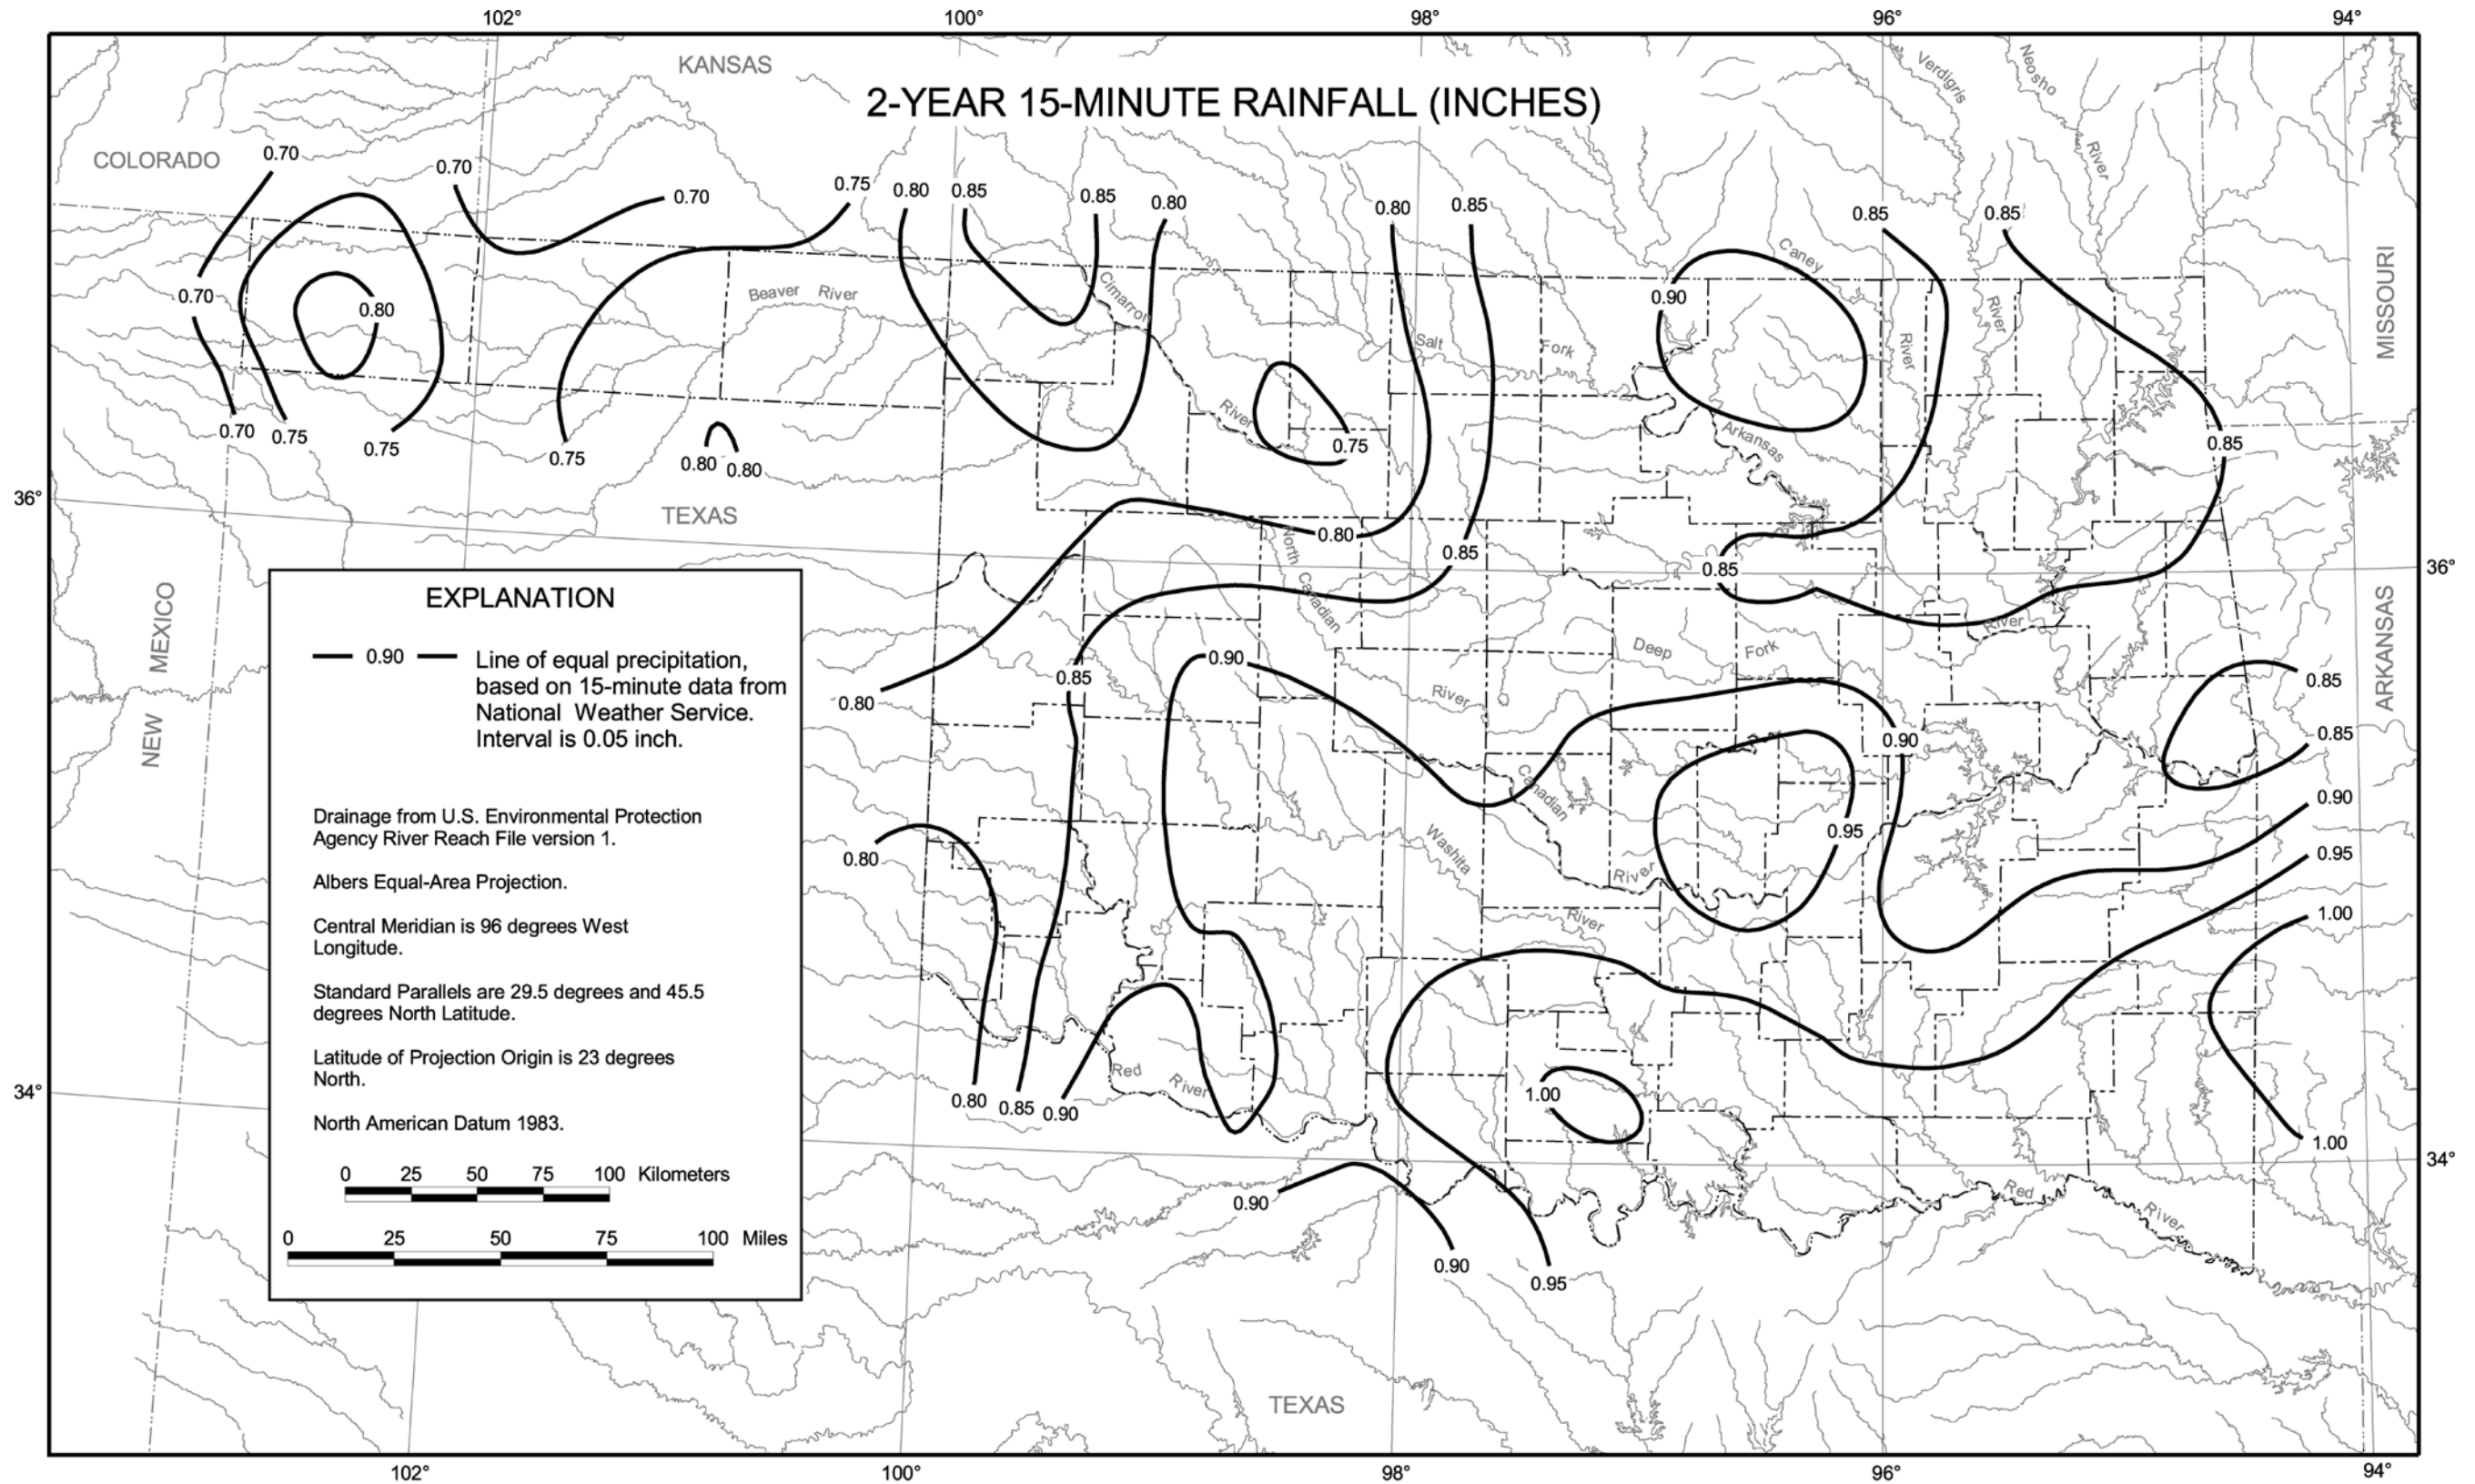 102° 100° 98° 96° 94°
KANSAS
Verdigris
Neosho
2-YEAR 15-MINUTE RAINFALL (INCHES)
River
COLORADO
0.70
0.70
0.70
0.75
0.80
0.85
0.85
0.80
0.80
0.85
0.85
0.85
Caney
MISSOURI
0.70
0.80
Beaver River
Cimarron
0.90
River
River
Salt Fork
River
0.70
0.75
0.75
0.75
0.80
0.80
0.75
Arkansas
0.85
36°
TEXAS
0.80
North Canadian
0.85
0.85
36°
NEW MEXICO
ARKANSAS
EXPLANATION
0.90
Line of equal precipitation,
based on 15-minute data from
National Weather Service.
Interval is 0.05 inch.
Drainage from U.S. Environmental Protection
Agency River Reach File version 1.
Albers Equal-Area Projection.
Central Meridian is 96 degrees West
Longitude.
Standard Parallels are 29.5 degrees and 45.5
degrees North Latitude.
Latitude of Projection Origin is 23 degrees
North.
North American Datum 1983.
0 25 50 75 100 Kilometers
0 25 50 75 100 Miles
River
Deep Fork
0.80
0.85
0.90
River
0.85
0.90
0.85
Canadian
0.90
0.80
Washita
0.95
0.95
River
River
1.00
34°
0.80
0.85
0.90
Red River
1.00
1.00
34°
0.90
Red
River
0.90
0.95
TEXAS
102° 100° 98° 96° 94°